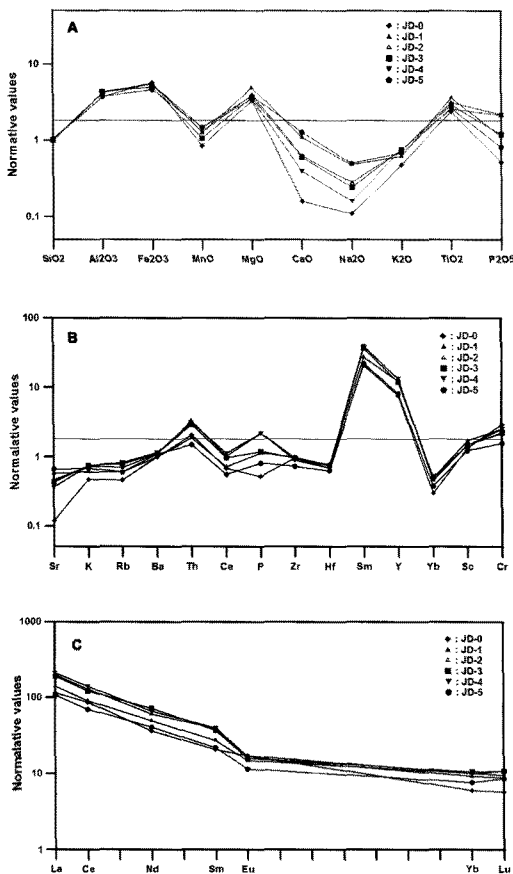 A
: JD-0
: JD-1
: JD-2
: JD-3
: JD-4
: JD-5
Normative values
10
1
0.1
SiO2 Al2O3 Fe2O3 MnO MgO CaO Na2O K2O TiO2 P2O5
B
: JD-0
: JD-1
: JD-2
: JD-3
: JD-4
: JD-5
Normalative values
100
10
1
0.1
Sr K Rb Ba Th Ce P Zr Hf Sm Y Yb Sc Cr
C
: JD-0
: JD-1
: JD-2
: JD-3
: JD-4
: JD-5
Normalative values
1000
100
10
1
La Ce Nd Sm Eu Yb Lu